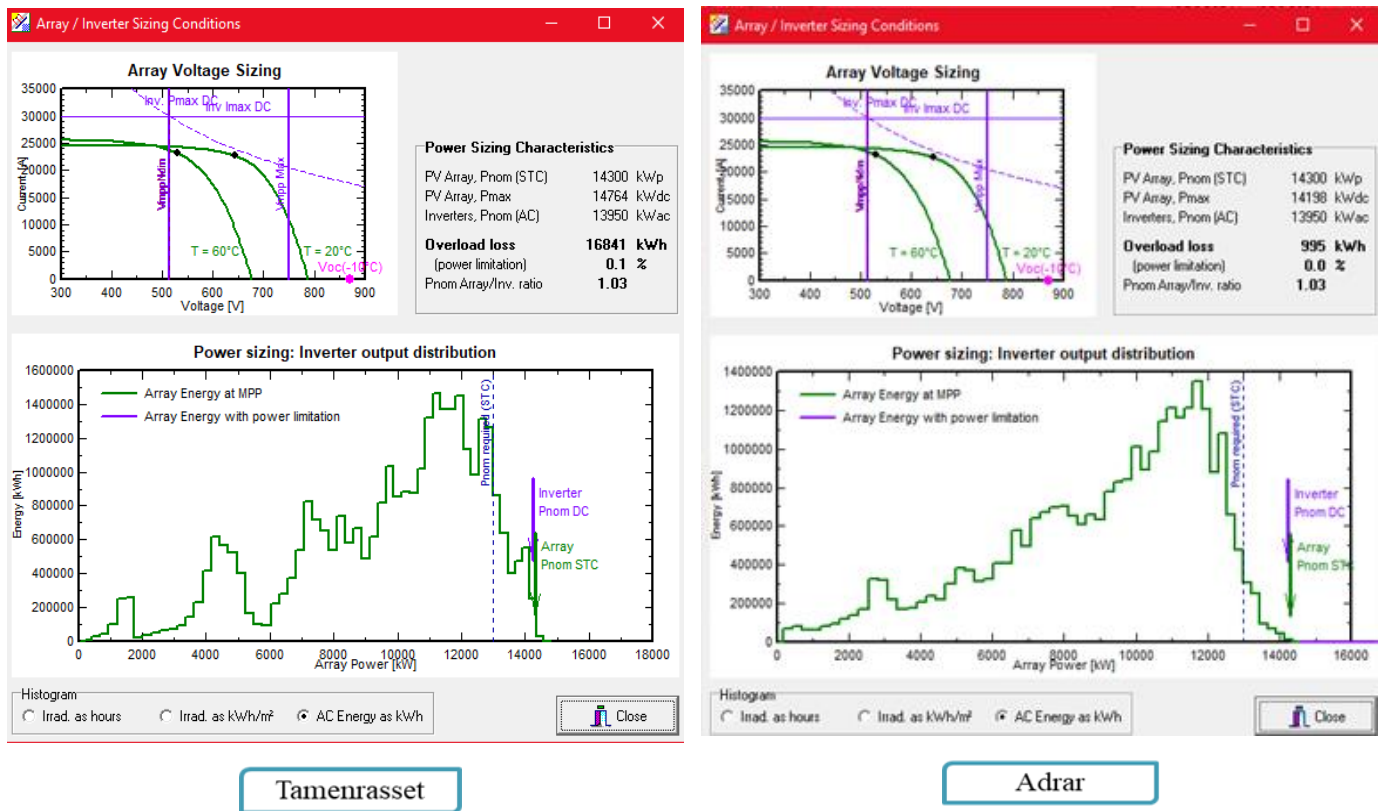 Array / Inverter Sizing Conditions
Array Voltage Sizing
35000
30000
25000
20000
15000
10000
5000
0
Current [A]
Inv. Pmax DC
Inv Imax DC
Vmpp Min
Vmpp Max
T = 60°C
T = 20°C
Voc(-10°C)
300 400 500 600 700 800 900
Voltage [V]
Power Sizing Characteristics
PV Array, Pnom (STC) 14300 kWp
PV Array, Pmax 14764 kWdc
Inverters, Pnom (AC) 13950 kWac
Overload loss 16841 kWh
(power limitation) 0.1 %
Pnom Array/Inv. ratio 1.03
Power sizing: Inverter output distribution
1600000
1400000
1200000
1000000
800000
600000
400000
200000
0
Energy [kWh]
Array Energy at MPP
Array Energy with power limitation
Pnom required (STC)
Inverter
Pnom DC
Array
Pnom STC
0 2000 4000 6000 8000 10000 12000 14000 16000 18000
Array Power [kW]
Histogram
Irrad. as hours Irrad. as kWh/m² AC Energy as kWh
Close
Tamenrasset
Array / Inverter Sizing Conditions
Array Voltage Sizing
35000
30000
25000
20000
15000
10000
5000
0
Current [A]
Inv. Pmax DC
Inv Imax DC
Vmpp Min
Vmpp Max
T = 60°C
T = 20°C
Voc(-10°C)
300 400 500 600 700 800 900
Voltage [V]
Power Sizing Characteristics
PV Array, Pnom (STC) 14300 kWp
PV Array, Pmax 14198 kWdc
Inverters, Pnom (AC) 13950 kWac
Overload loss 995 kWh
(power limitation) 0.0 %
Pnom Array/Inv. ratio 1.03
Power sizing: Inverter output distribution
1400000
1200000
1000000
800000
600000
400000
200000
0
Energy [kWh]
Array Energy at MPP
Array Energy with power limitation
Pnom required (STC)
Inverter
Pnom DC
Array
Pnom STC
0 2000 4000 6000 8000 10000 12000 14000 16000
Array Power [kW]
Histogram
Irrad. as hours Irrad. as kWh/m² AC Energy as kWh
Close
Adrar